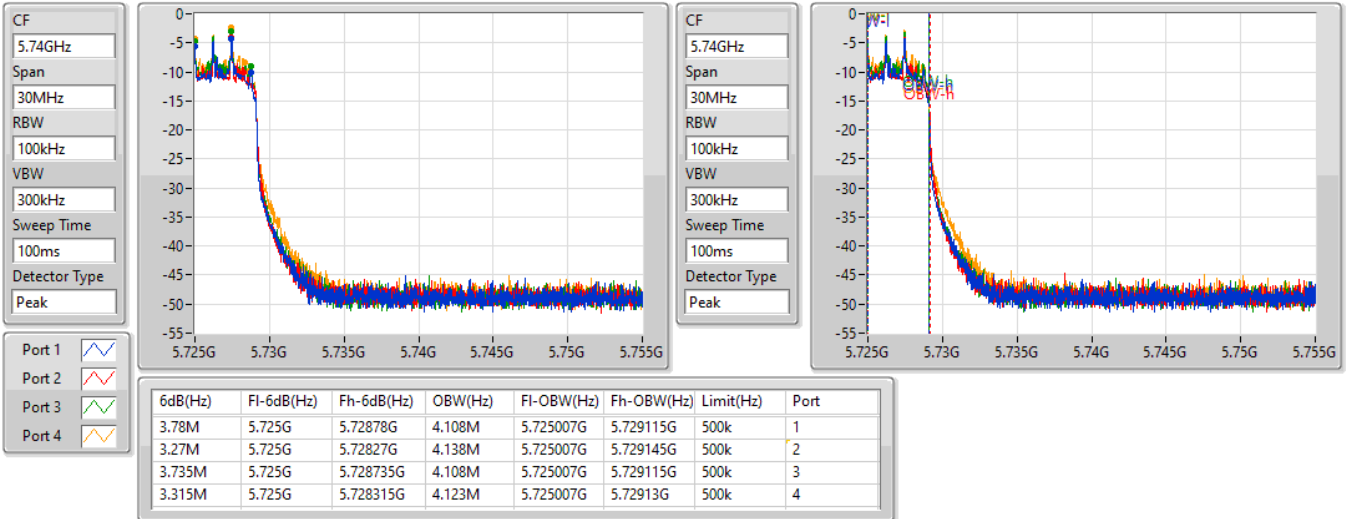 CF
5.74GHz
Span
30MHz
RBW
100kHz
VBW
300kHz
Sweep Time
100ms
Detector Type
Peak
0-
-5-
-10-
-15-
-20-
-25-
-30-
-35-
-40-
-45-
-50-
-55-
5.725G 5.73G 5.735G 5.74G 5.745G 5.75G 5.755G
CF
5.74GHz
Span
30MHz
RBW
100kHz
VBW
300kHz
Sweep Time
100ms
Detector Type
Peak
0-
-5-
-10-
-15-
-20-
-25-
-30-
-35-
-40-
-45-
-50-
-55-
OBW-h
5.725G 5.73G 5.735G 5.74G 5.745G 5.75G 5.755G
Port 1
Port 2
Port 3
Port 4
6dB(Hz) Fl-6dB(Hz) Fh-6dB(Hz) OBW(Hz) Fl-OBW(Hz) Fh-OBW(Hz) Limit(Hz) Port
3.78M 5.725G 5.72878G 4.108M 5.725007G 5.729115G 500k 1
3.27M 5.725G 5.72827G 4.138M 5.725007G 5.729145G 500k 2
3.735M 5.725G 5.728735G 4.108M 5.725007G 5.729115G 500k 3
3.315M 5.725G 5.728315G 4.123M 5.725007G 5.72913G 500k 4